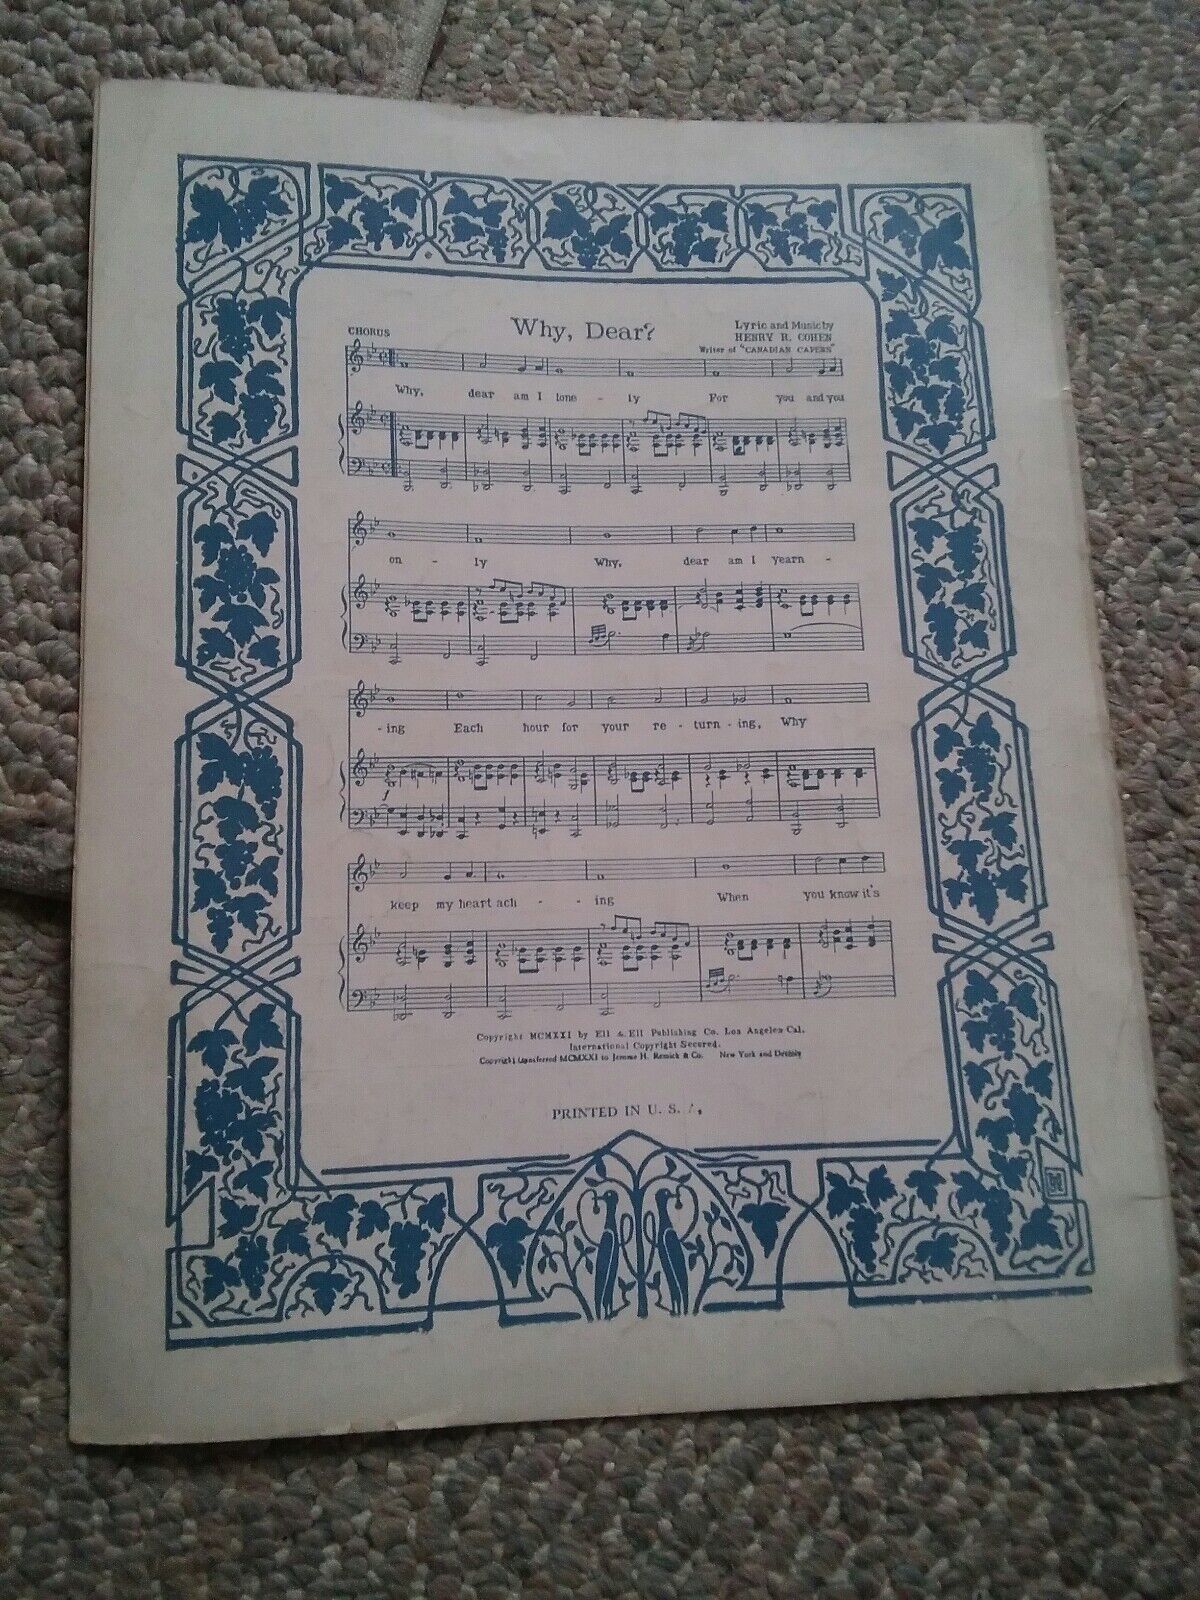 CHORUS
Why, Dear?
Lyric and Music by
HENRY R. COHEN
Writer of "CANADIAN CAPERS"
Why, dear am I lone - ly For you and you
on - ly Why, dear am I yearn -
- ing Each hour for your re - turn - ing, Why
keep my heart ach - - ing When you know it's
Copyright MCMXXI by Ell & Ell Publishing Co. Los Angeles Cal.
International Copyright Secured.
Copyright transferred MCMXXI to Jerome H. Remick & Co. New York and Detroit
PRINTED IN U. S. A.